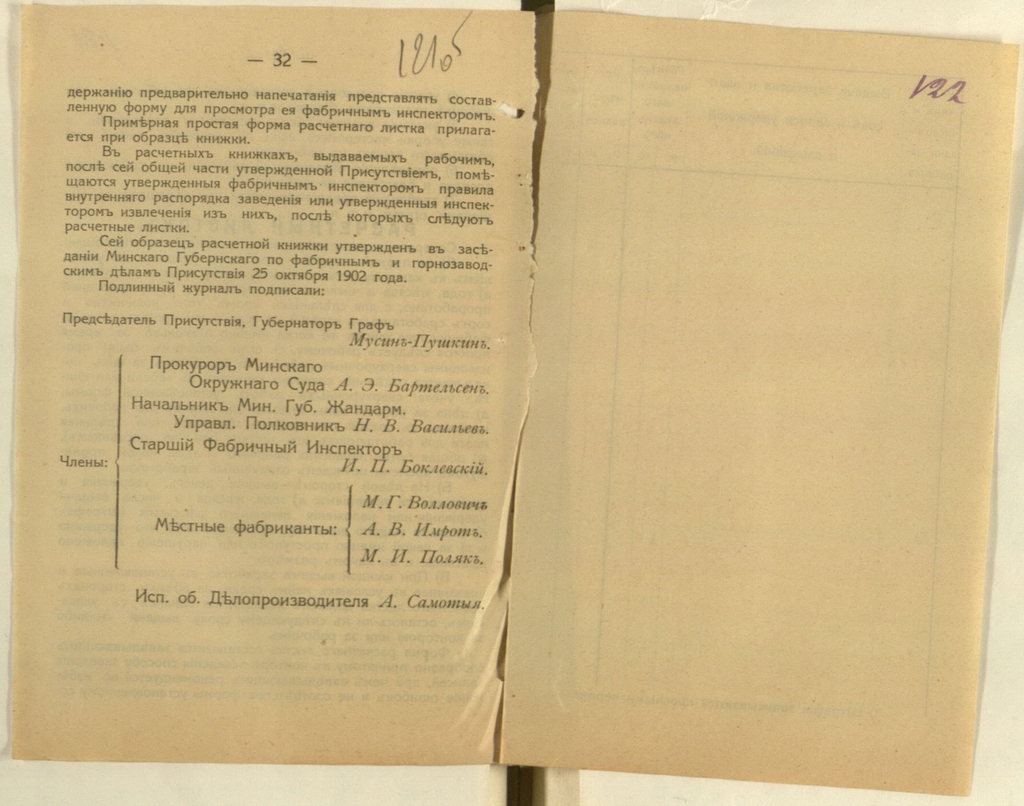 — 32 —
121об
держанію предварительно напечатанія представлять состав-
ленную форму для просмотра ея фабричнымъ инспекторомъ.
Примѣрная простая форма расчетнаго листка прилага-
ется при образцѣ книжки.
Въ расчетныхъ книжкахъ, выдаваемыхъ рабочимъ,
послѣ сей общей части утвержденной Присутствіемъ, помѣ-
щаются утвержденныя фабричнымъ инспекторомъ правила
внутренняго распорядка заведенія или утвержденныя инспек-
торомъ извлеченія изъ нихъ, послѣ которыхъ слѣдуютъ
расчетные листки.
Сей образецъ расчетной книжки утвержденъ въ засѣ-
даніи Минскаго Губернскаго по фабричнымъ и горнозавод-
скимъ дѣламъ Присутствія 25 октября 1902 года.
Подлинный журналъ подписали:
Предсѣдатель Присутствія, Губернаторъ Графъ
Мусинъ-Пушкинъ.
Прокуроръ Минскаго
Окружнаго Суда А. Э. Бартельсенъ.
Начальникъ Мин. Губ. Жандарм.
Управл. Полковникъ Н. В. Васильевъ.
Старшій Фабричный Инспекторъ
Члены:
И. П. Боклевскій.
М. Г. Волловичъ
Мѣстные фабриканты: А. В. Имротъ.
М. И. Полякъ.
Исп. об. Дѣлопроизводителя А. Самотыя.
122